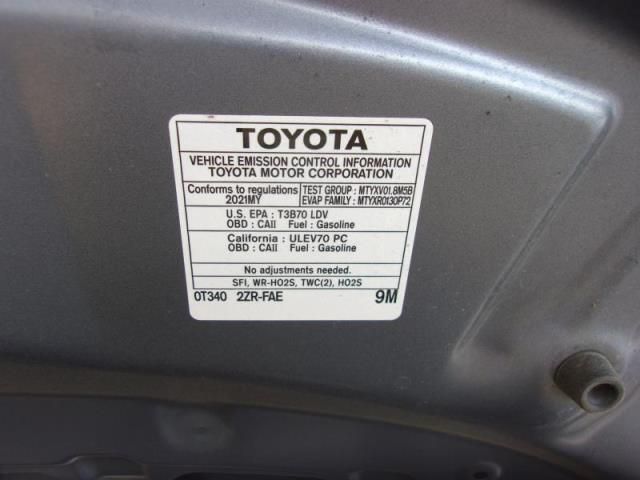 TOYOTA
VEHICLE EMISSION CONTROL INFORMATION
TOYOTA MOTOR CORPORATION
Conforms to regulations
2021MY
TEST GROUP : MTYXV01.8M5B
EVAP FAMILY : MTYXR0130P72
U.S. EPA : T3B70 LDV
OBD : CAII Fuel : Gasoline
California : ULEV70 PC
OBD : CAII Fuel : Gasoline
No adjustments needed.
SFI, WR-HO2S, TWC(2), HO2S
0T340 2ZR-FAE 9M